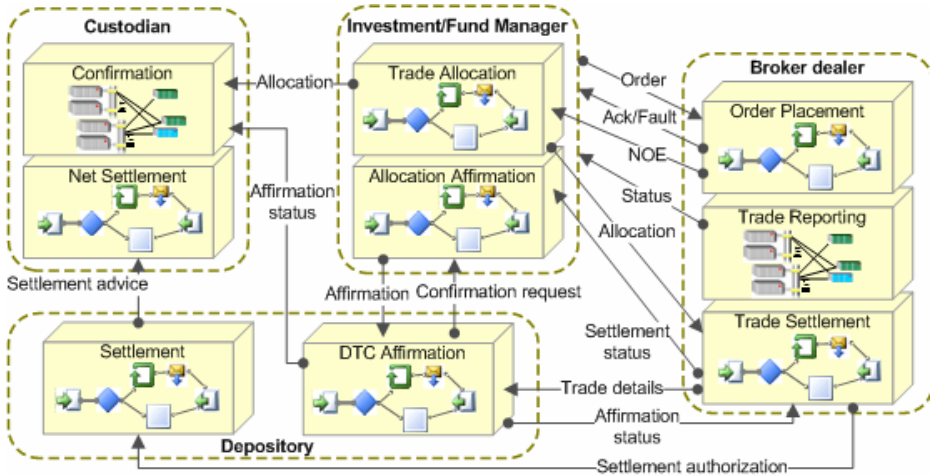 Custodian
Investment/Fund Manager
Broker dealer
Confirmation
Allocation
Trade Allocation
Order
Ack/Fault
NOE
Order Placement
Net Settlement
Affirmation
status
Allocation Affirmation
Status
Allocation
Trade Reporting
Settlement advice
Affirmation
Confirmation request
Settlement
status
Trade Settlement
Settlement
DTC Affirmation
Trade details
Affirmation
status
Depository
Settlement authorization